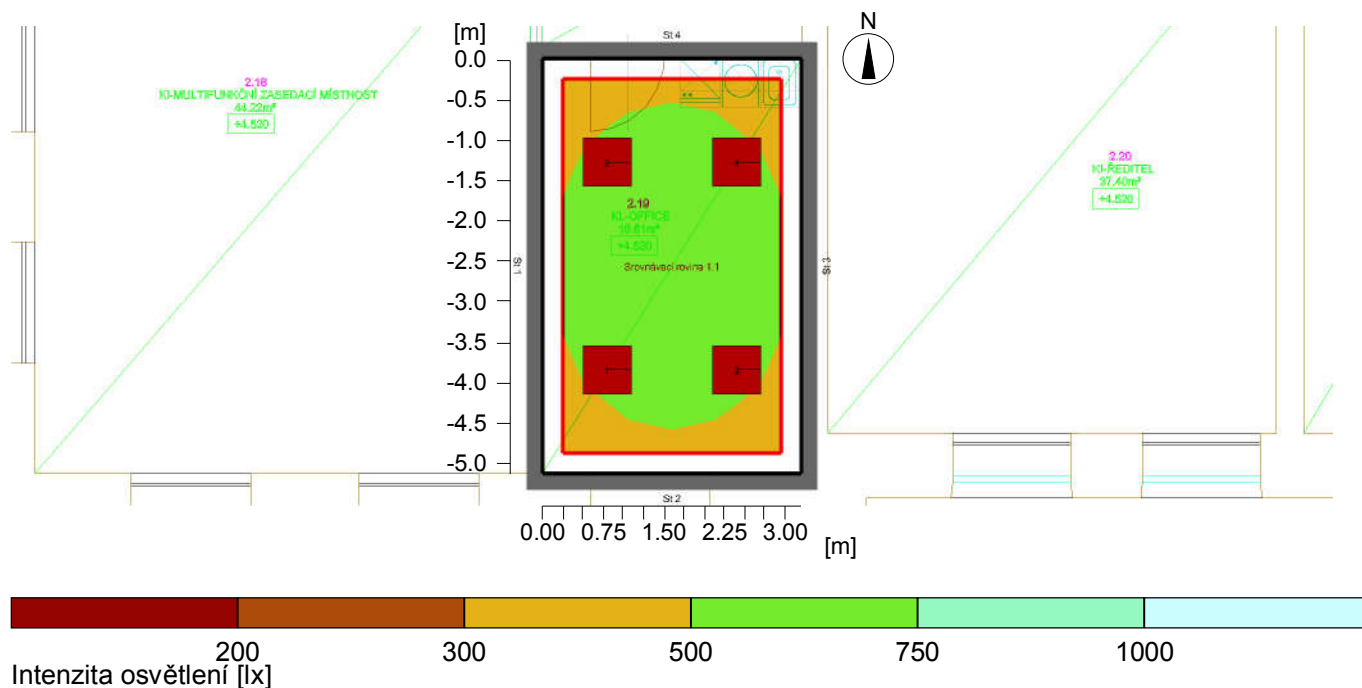 [m]
St 4
N
0.0
-0.5
-1.0
-1.5
-2.0
-2.5
-3.0
-3.5
-4.0
-4.5
-5.0
2.18
KI-MULTIFUNKČNÍ ZASEDACÍ MÍSTNOST
44.22m²
+4.520
2.19
KL-OFFICE
+4.520
Srovnávací rovina 1.1
St 1
St 3
2.20
KI-ŘEDITEL
37.40m²
+4.520
St 2
0.00 0.75 1.50 2.25 3.00
[m]
200 300 500 750 1000
Intenzita osvětlení [lx]